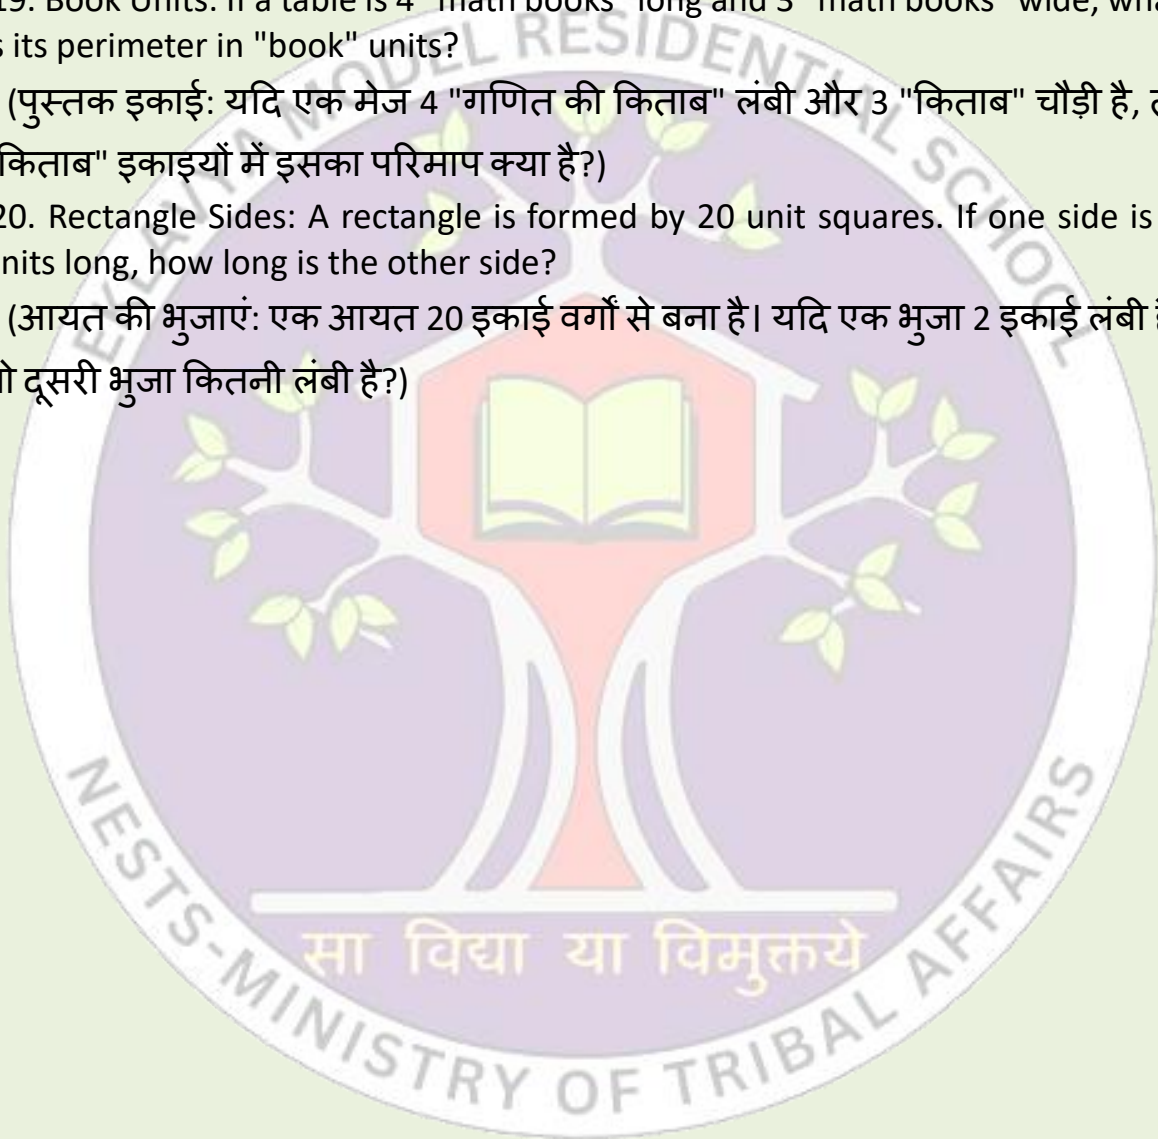 19. Book Units: If a table is 4 "math books" long and 3 "math books" wide,
s its perimeter in "book" units?
(पुस्तक इकाई: यदि एक मेज 4 "गणित की किताब" लंबी और 3 "किताब" चौड़ी है,
किताब" इकाइयों में इसका परिमाप क्या है?)
20. Rectangle Sides: A rectangle is formed by 20 unit squares. If one side is
nits long, how long is the other side?
(आयत की भुजाएं: एक आयत 20 इकाई वर्गों से बना है। यदि एक भुजा 2 इकाई लंबी
दूसरी भुजा कितनी लंबी है?)
EKLAVYA MODEL RESIDENTIAL SCHOOL
सा विद्या या विमुक्तये
NESTS-MINISTRY OF TRIBAL AFFAIRS